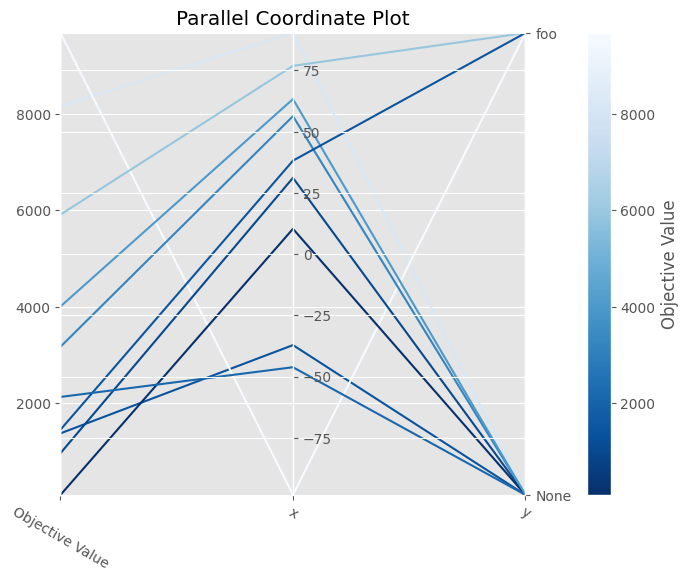 Parallel Coordinate Plot
8000
6000
4000
2000
75
50
25
0
−25
−50
−75
foo
None
8000
6000
4000
2000
Objective Value
Objective Value
x
y